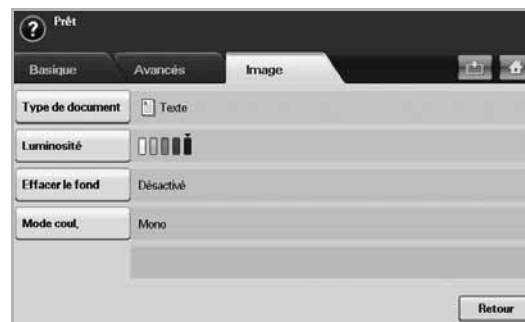 Prêt
Basique Avancés Image
Type de document Texte
Luminosité
Effacer le fond Désactivé
Mode coul, Mono
Retour